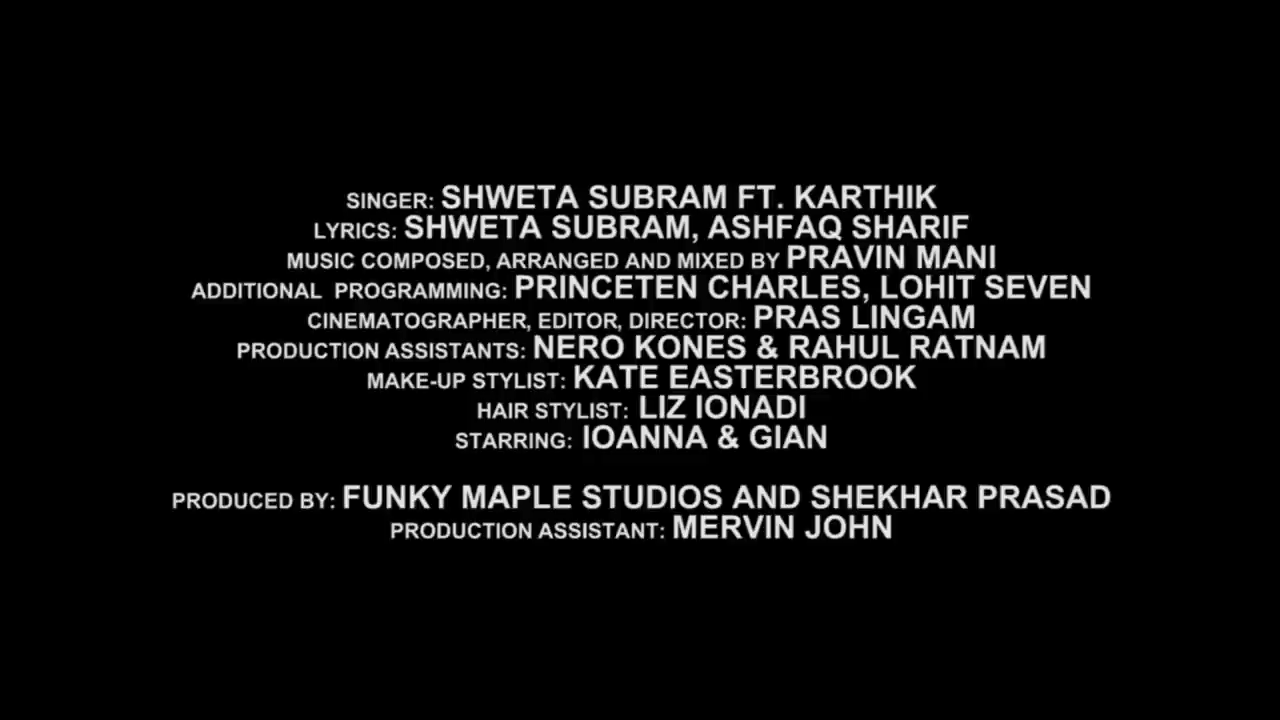 SINGER: SHWETA SUBRAM FT. KARTHIK
LYRICS: SHWETA SUBRAM, ASHFAQ SHARIF
MUSIC COMPOSED, ARRANGED AND MIXED BY PRAVIN MANI
ADDITIONAL PROGRAMMING: PRINCETEN CHARLES, LOHIT SEVEN
CINEMATOGRAPHER, EDITOR, DIRECTOR: PRAS LINGAM
PRODUCTION ASSISTANTS: NERO KONES & RAHUL RATNAM
MAKE-UP STYLIST: KATE EASTERBROOK
HAIR STYLIST: LIZ IONADI
STARRING: IOANNA & GIAN
PRODUCED BY: FUNKY MAPLE STUDIOS AND SHEKHAR PRASAD
PRODUCTION ASSISTANT: MERVIN JOHN